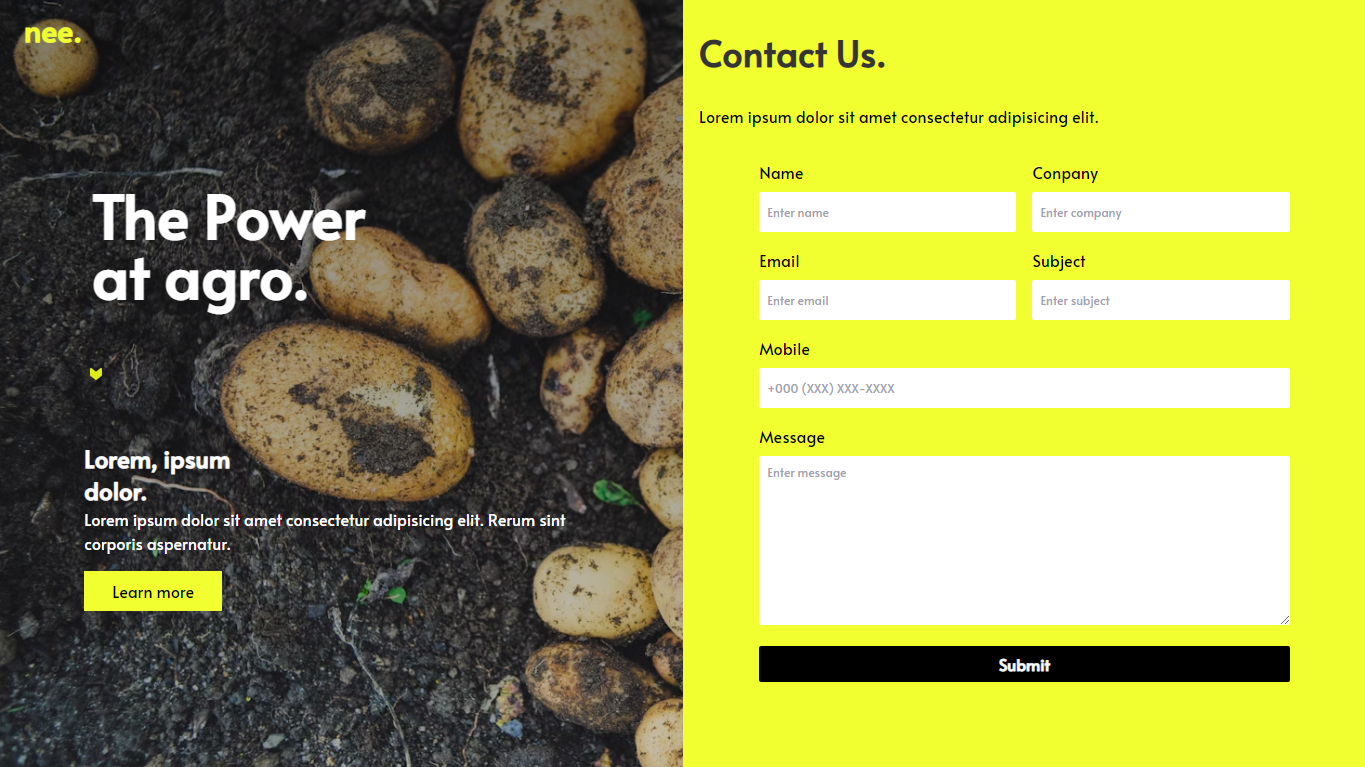 nee.
The Power
at agro.
Lorem, ipsum
dolor.
Lorem ipsum dolor sit amet consectetur adipisicing elit. Rerum sint
corporis aspernatur.
Learn more
Contact Us.
Lorem ipsum dolor sit amet consectetur adipisicing elit.
Name
Conpany
Enter name
Enter company
Email
Subject
Enter email
Enter subject
Mobile
+000 (XXX) XXX-XXXX
Message
Enter message
Submit